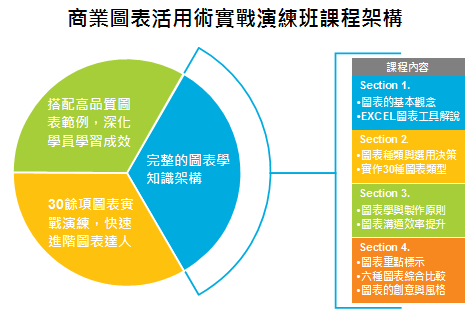 商業圖表活用術實戰演練班課程架構
搭配高品質圖
表範例，深化
學員學習成效
完整的圖表學
知識架構
30餘項圖表實
戰演練，快速
進階圖表達人
課程內容
Section 1.
•圖表的基本觀念
•EXCEL圖表工具解說
Section 2
•圖表種類與選用決策
•實作30種圖表類型
Section 3.
•圖表學與製作原則
•圖表溝通效率提升
Section 4.
•圖表重點標示
•六種圖表綜合比較
•圖表的創意與風格